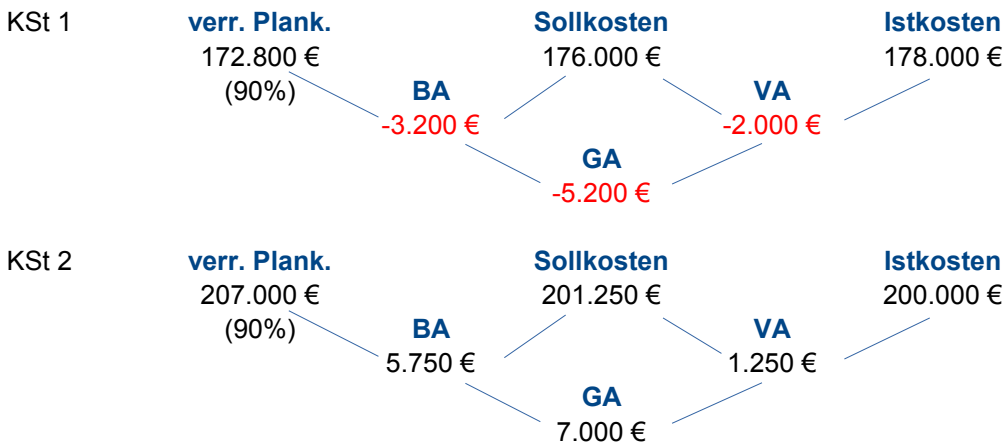 KSt 1 verr. Plank. Sollkosten Istkosten
172.800 € 176.000 € 178.000 €
(90%) BA VA
-3.200 € -2.000 €
GA
-5.200 €
KSt 2 verr. Plank. Sollkosten Istkosten
207.000 € 201.250 € 200.000 €
(90%) BA VA
5.750 € 1.250 €
GA
7.000 €